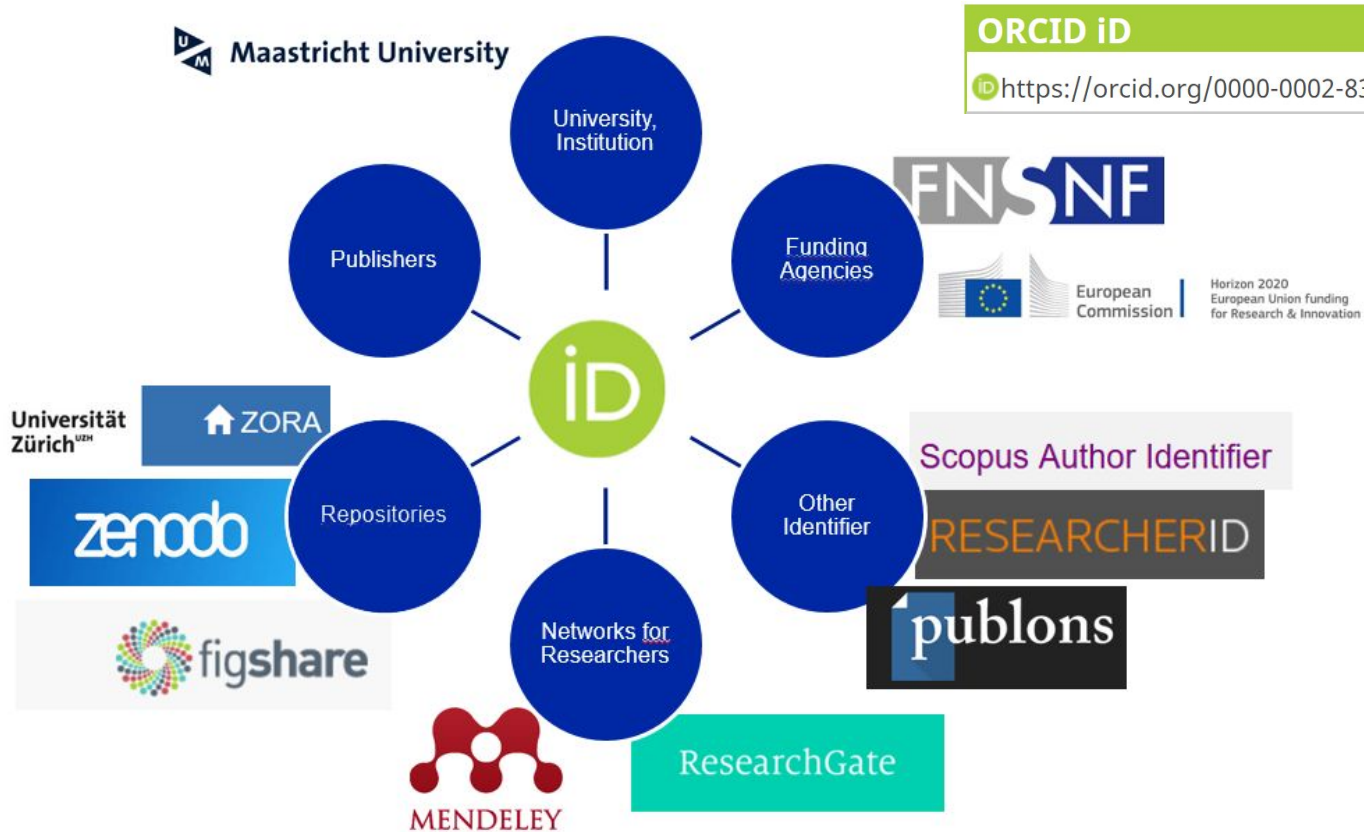 U
M
Maastricht University
ORCID iD
iD https://orcid.org/0000-0002-83
University,
Institution
FNSNF
Funding
Agencies
European
Commission
Horizon 2020
European Union funding
for Research & Innovation
Publishers
iD
Universität
Zürich UZH
ZORA
zenodo
figshare
Repositories
Scopus Author Identifier
RESEARCHERID
publons
Other
Identifier
Networks for
Researchers
MENDELEY
ResearchGate